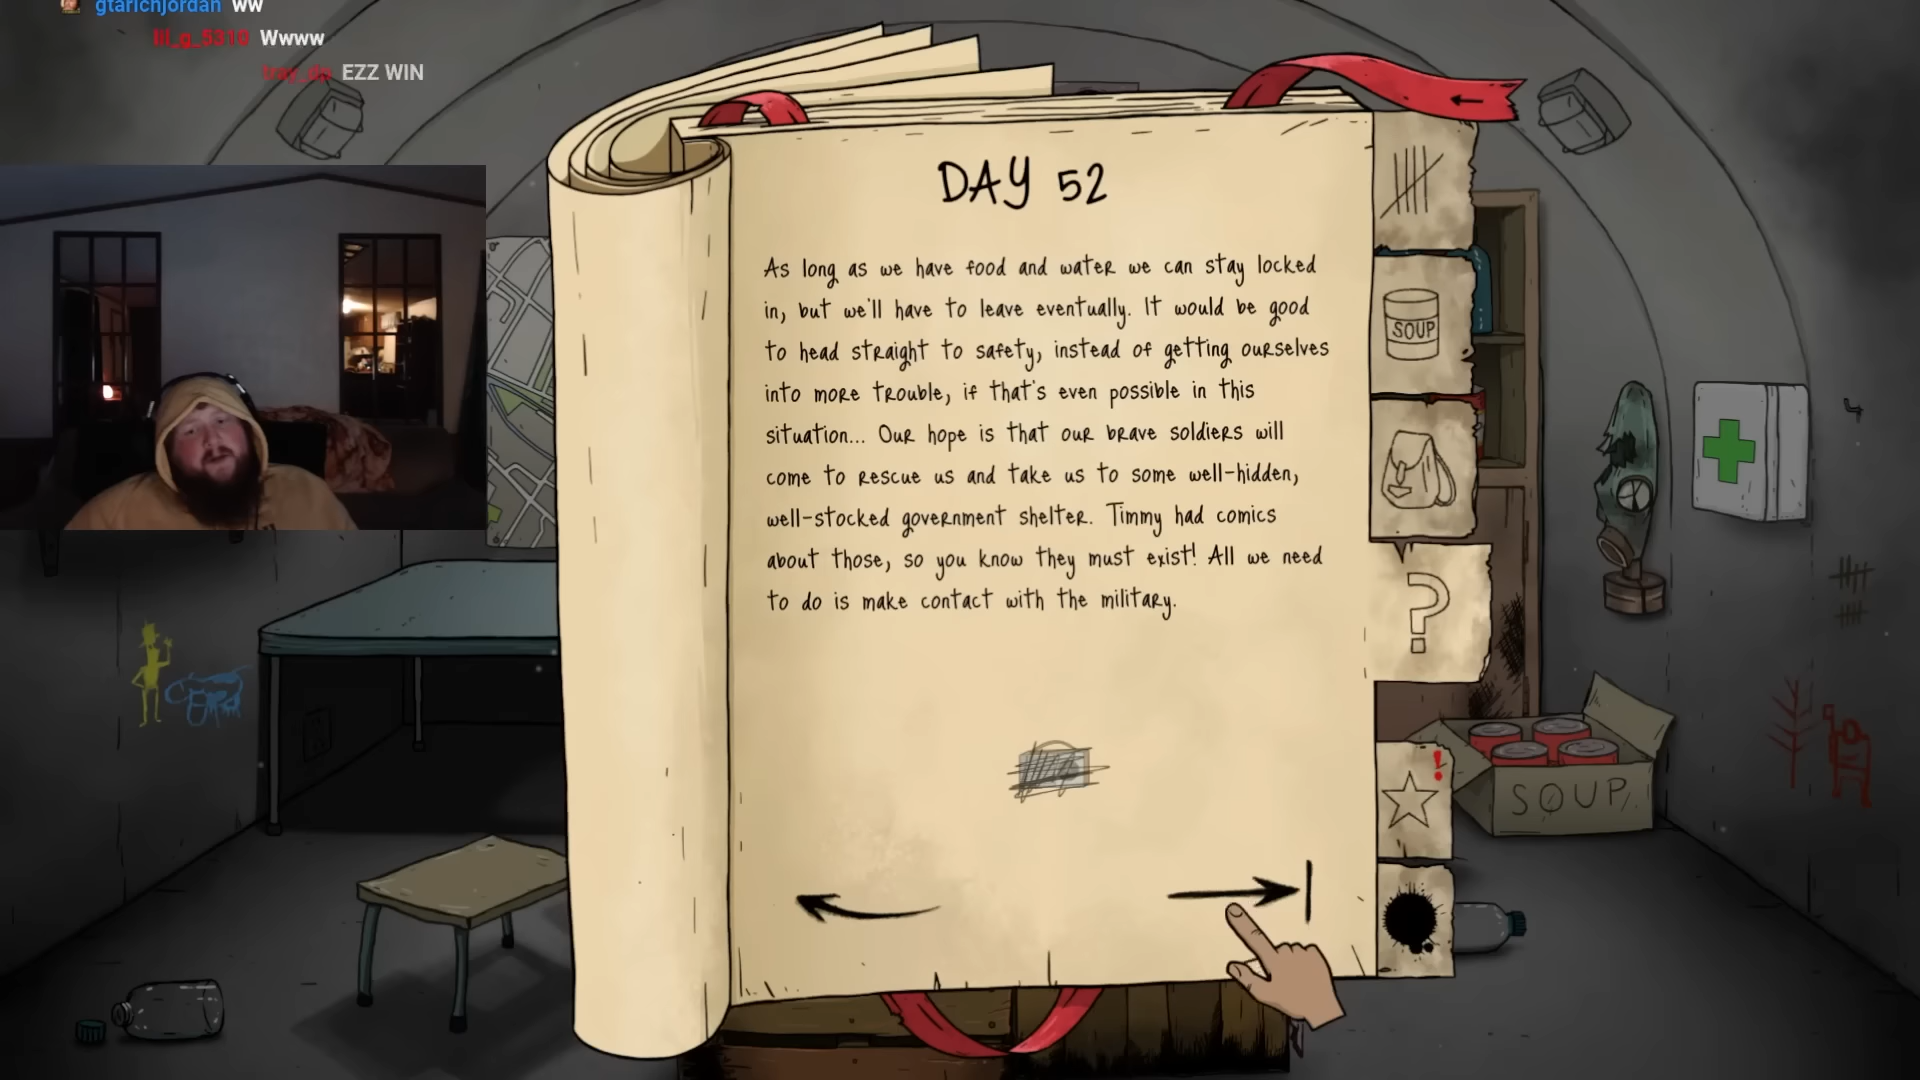 gtarichjordan ww
lil_g_5310 Wwww
tray_dp EZZ WIN
DAY 52
As long as we have food and water we can stay locked
in, but we'll have to leave eventually. It would be good
to head straight to safety, instead of getting ourselves
into more trouble, if that's even possible in this
situation... Our hope is that our brave soldiers will
come to rescue us and take us to some well-hidden,
well-stocked government shelter. Timmy had comics
about those, so you know they must exist! All we need
to do is make contact with the military.
SOUP
?
!
SOUP